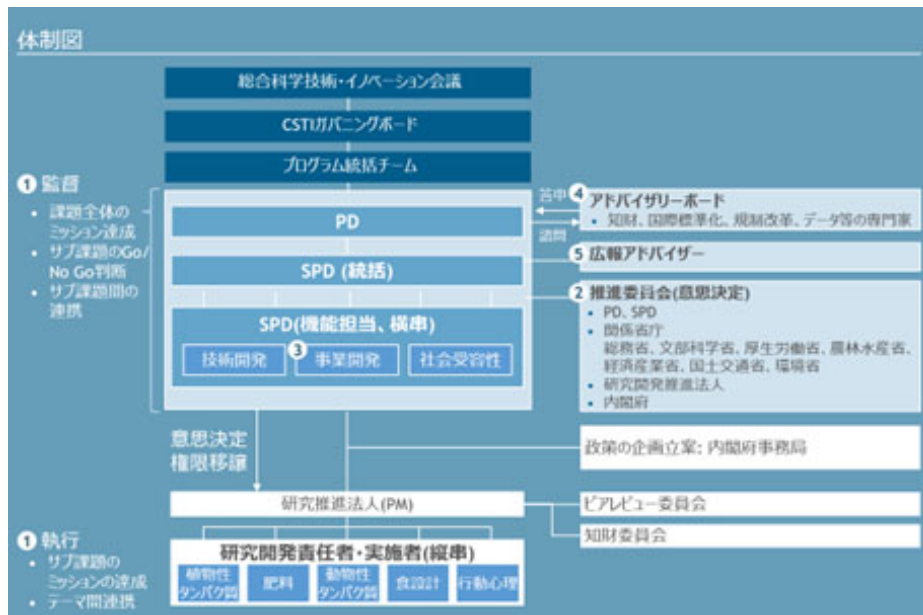 体制図
総合科学技術・イノベーション会議
CSTIガバニングボード
プログラム統括チーム
1 監督
• 課題全体の
ミッション達成
• サブ課題のGo/
No Go判断
• サブ課題間の
連携
PD
SPD (統括)
SPD(機能担当、横串)
技術開発
3
事業開発
社会受容性
答申
諮問
4 アドバイザリーボード
• 知財、国際標準化、規制改革、データ等の専門家
5 広報アドバイザー
2 推進委員会(意思決定)
• PD, SPD
• 関係省庁
総務省、文部科学省、厚生労働省、農林水産省、
経済産業省、国土交通省、環境省
• 研究開発推進法人
• 内閣府
意思決定
権限移譲
政策の企画立案: 内閣府事務局
研究推進法人(PM)
ピアレビュー委員会
知財委員会
1 執行
• サブ課題の
ミッションの達成
• テーマ間連携
研究開発責任者・実施者(縦串)
植物性
タンパク質
肥料
動物性
タンパク質
食設計
行動心理